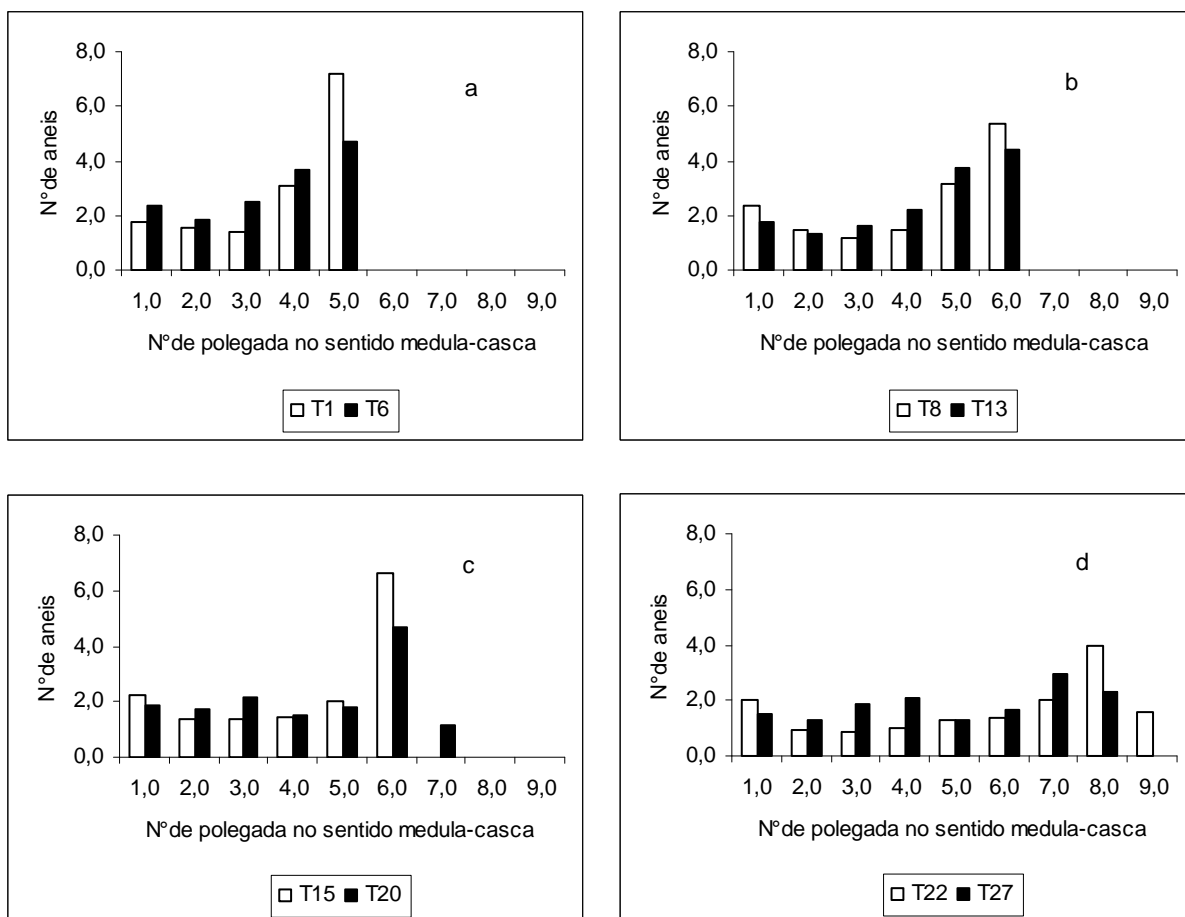 8,0
a
6,0
4,0
2,0
0,0
N°de aneis
1,0 2,0 3,0 4,0 5,0 6,0 7,0 8,0 9,0
N°de polegada no sentido medula-casca
T1 T6
8,0
b
6,0
4,0
2,0
0,0
N°de aneis
1,0 2,0 3,0 4,0 5,0 6,0 7,0 8,0 9,0
N°de polegada no sentido medula-casca
T8 T13
8,0
c
6,0
4,0
2,0
0,0
N°de aneis
1,0 2,0 3,0 4,0 5,0 6,0 7,0 8,0 9,0
N°de polegada no sentido medula-casca
T15 T20
8,0
d
6,0
4,0
2,0
0,0
N°de aneis
1,0 2,0 3,0 4,0 5,0 6,0 7,0 8,0 9,0
N°de polegada no sentido medula-casca
T22 T27